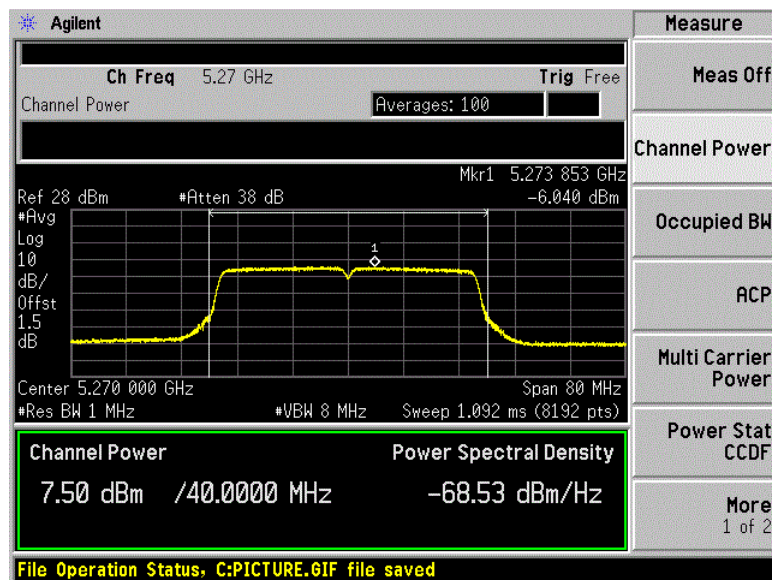 Agilent
Measure
Ch Freq 5.27 GHz Trig Free
Channel Power Averages: 100
Mkr1 5.273 853 GHz
Ref 28 dBm #Atten 38 dB -6.040 dBm
#Avg
Log
10
dB/
Offst
1.5
dB
1
Center 5.270 000 GHz Span 80 MHz
#Res BW 1 MHz #VBW 8 MHz Sweep 1.092 ms (8192 pts)
Channel Power Power Spectral Density
7.50 dBm /40.0000 MHz -68.53 dBm/Hz
Meas Off
Channel Power
Occupied BW
ACP
Multi Carrier
Power
Power Stat
CCDF
More
1 of 2
File Operation Status, C:PICTURE.GIF file saved